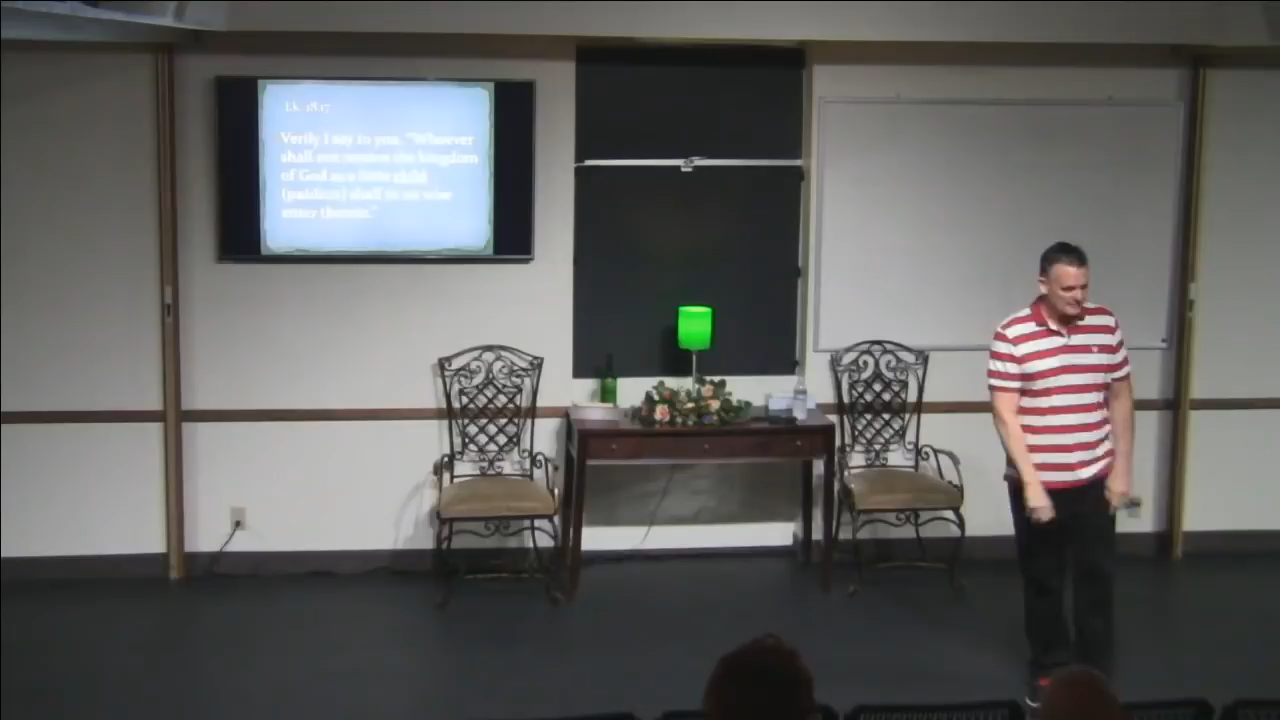 Lk. 18:17
Verily I say to you, "Whoever
shall not receive the kingdom
of God as a little child
(paidion) shall in no wise
enter therein."